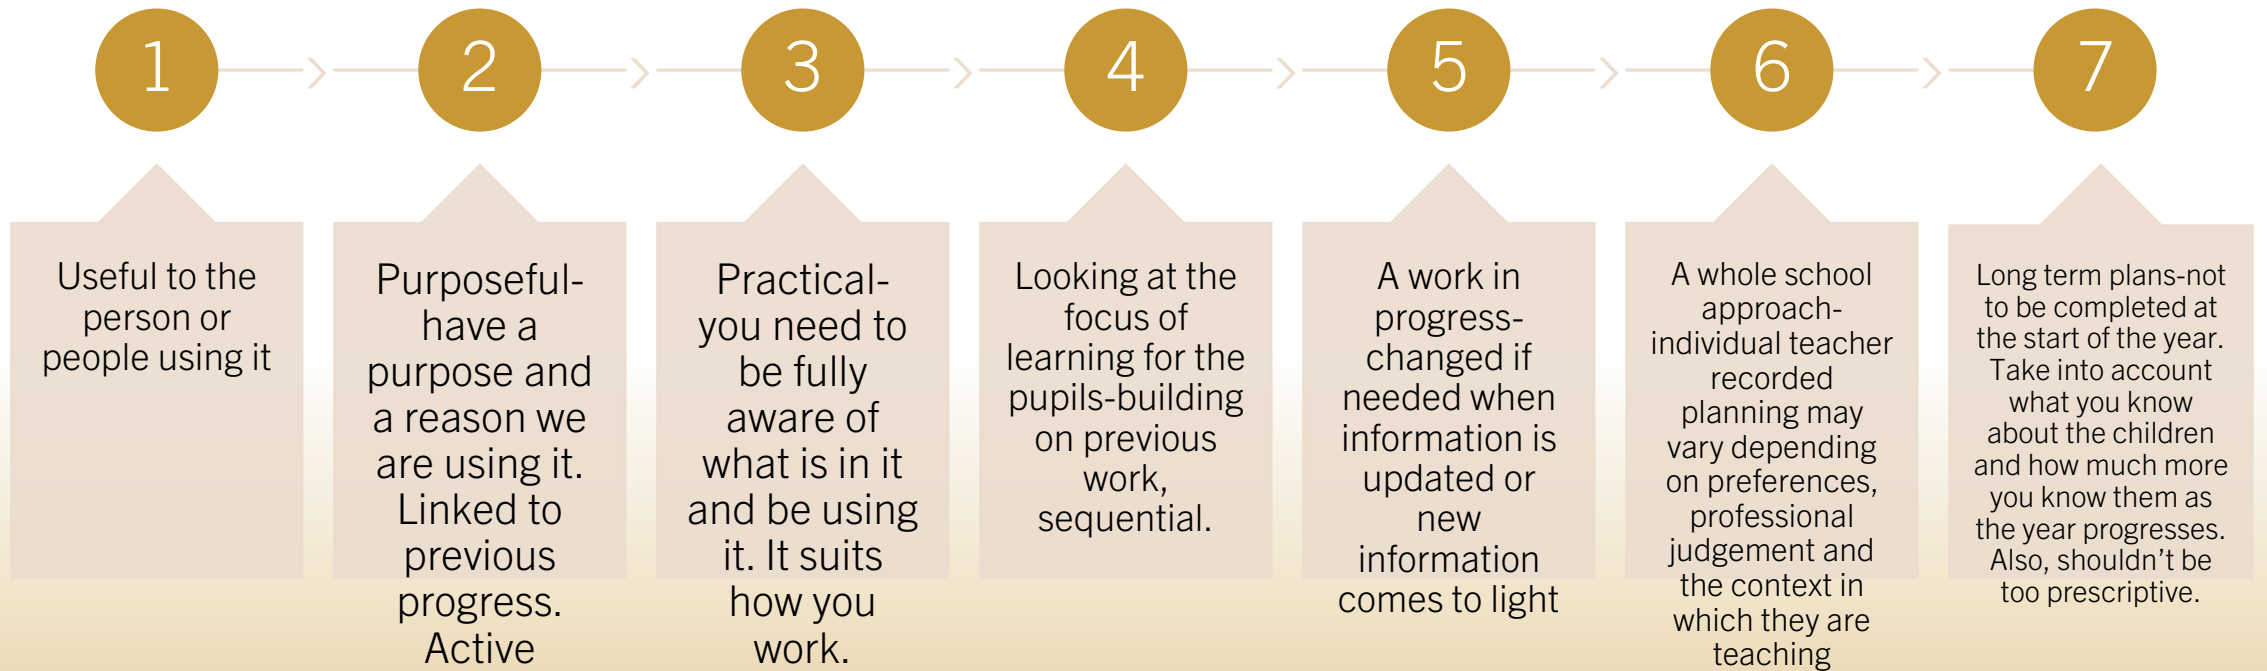 1
2
3
4
5
6
7
Useful to the
person or
people using it
Purposeful-
have a
purpose and
a reason we
are using it.
Linked to
previous
progress.
Active
Practical-
you need to
be fully
aware of
what is in it
and be using
it. It suits
how you
work.
Looking at the
focus of
learning for the
pupils-building
on previous
work,
sequential.
A work in
progress-
changed if
needed when
information is
updated or
new
information
comes to light
A whole school
approach-
individual teacher
recorded
planning may
vary depending
on preferences,
professional
judgement and
the context in
which they are
teaching
Long term plans-not
to be completed at
the start of the year.
Take into account
what you know
about the children
and how much more
you know them as
the year progresses.
Also, shouldn’t be
too prescriptive.